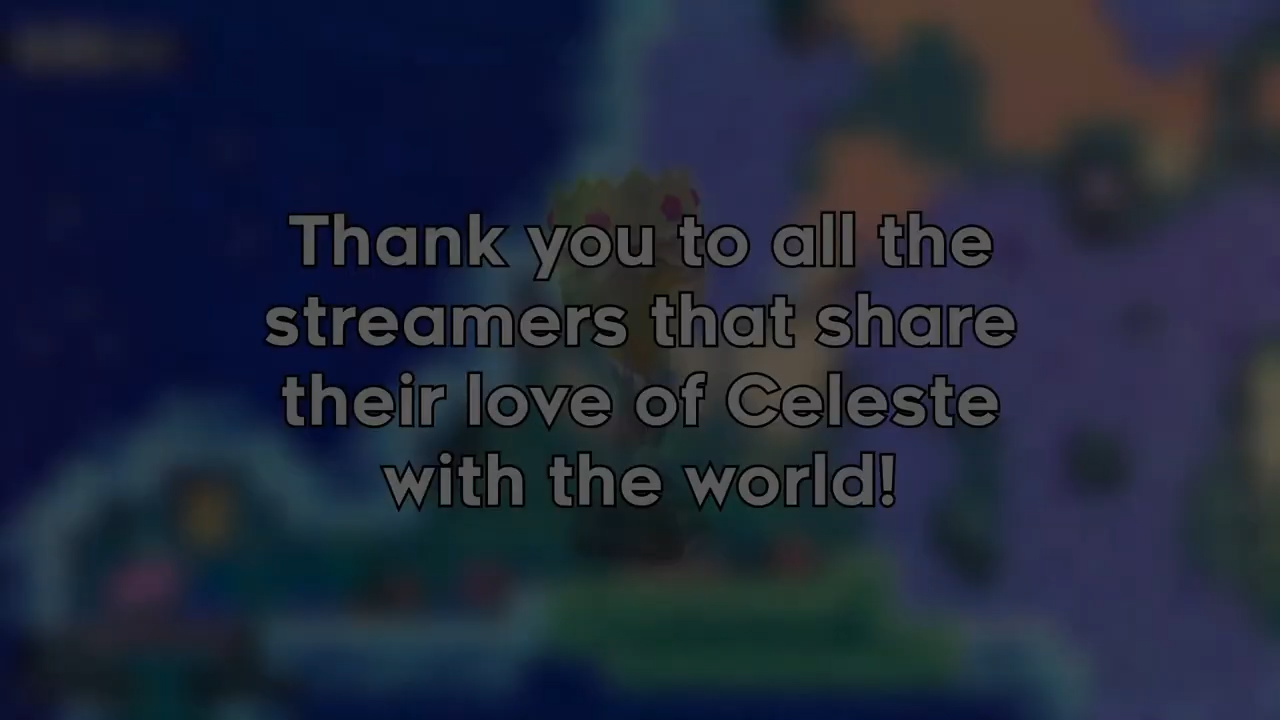 Thank you to all the
streamers that share
their love of Celeste
with the world!